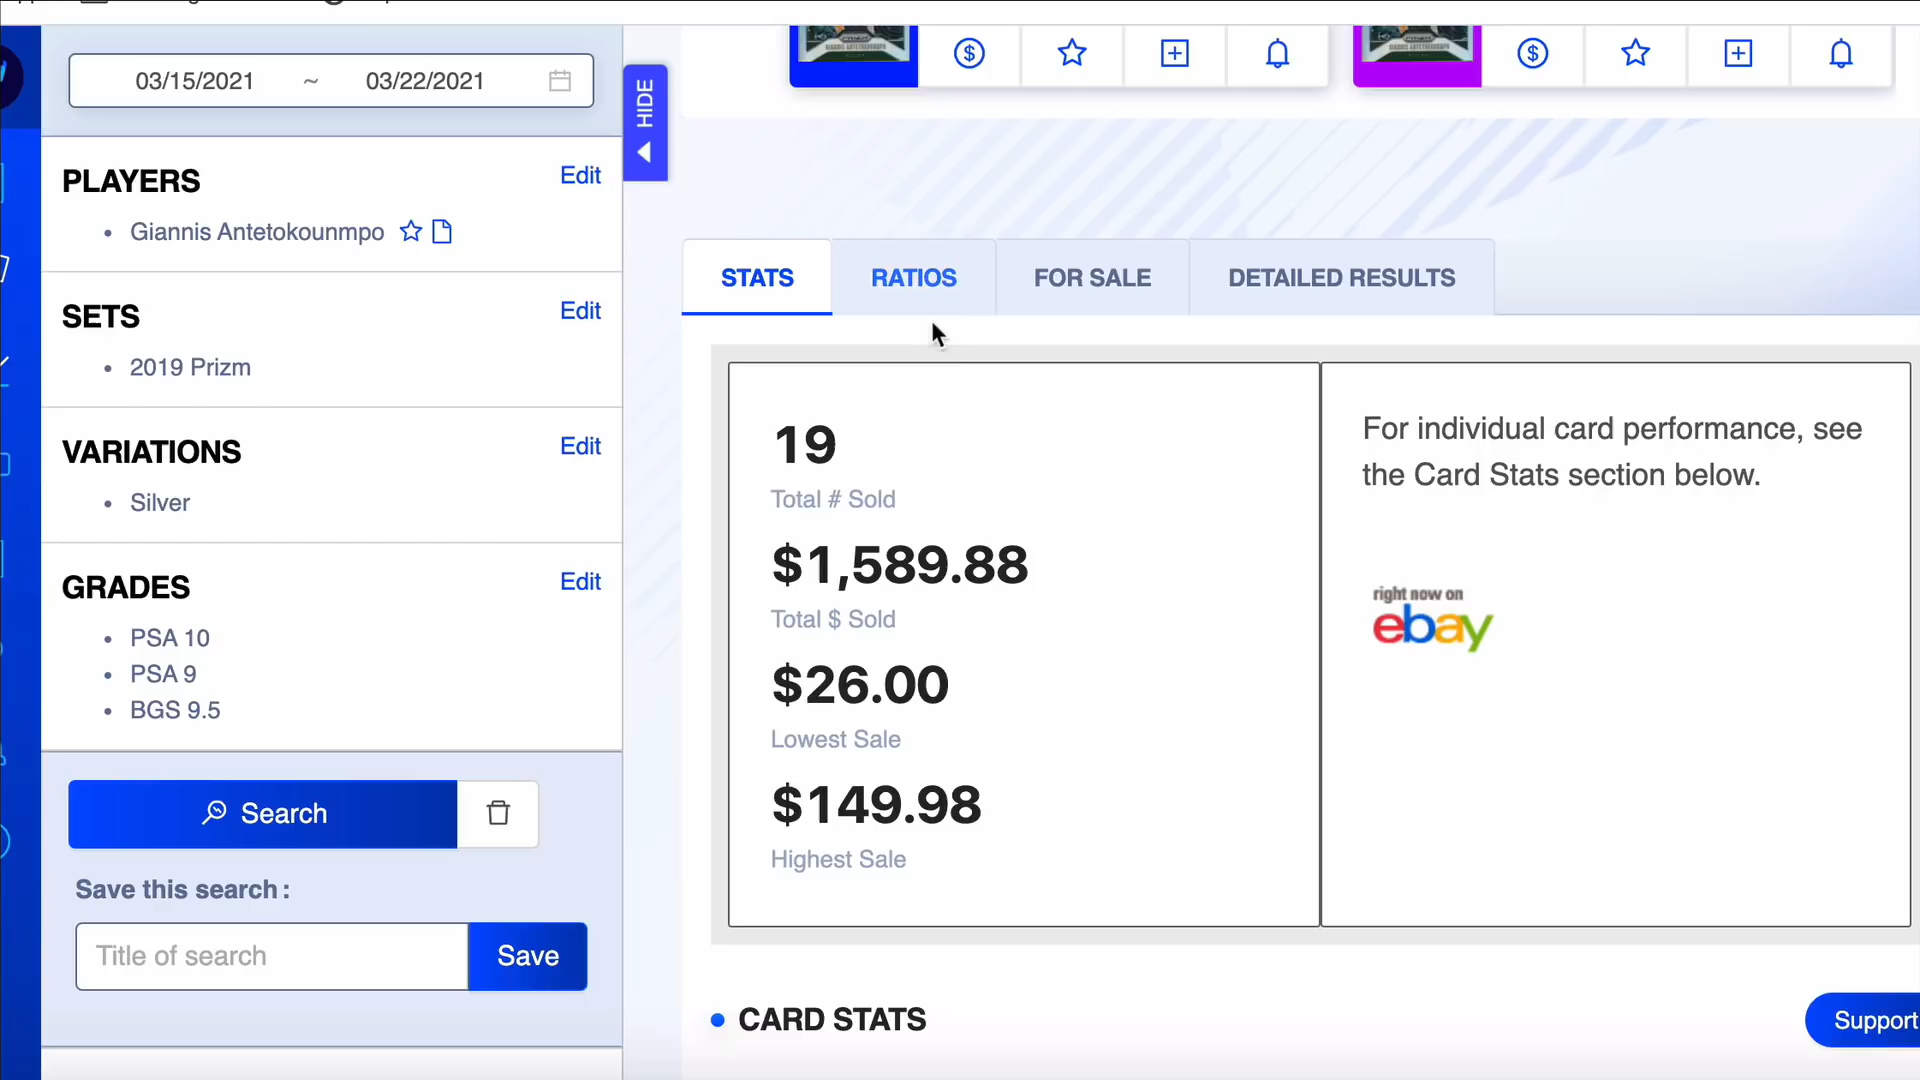 03/15/2021 ~ 03/22/2021
HIDE
PLAYERS Edit
Giannis Antetokounmpo
SETS Edit
2019 Prizm
VARIATIONS Edit
Silver
GRADES Edit
PSA 10
PSA 9
BGS 9.5
Search
Save this search :
Title of search
Save
STATS RATIOS FOR SALE DETAILED RESULTS
19
Total # Sold
$1,589.88
Total $ Sold
$26.00
Lowest Sale
$149.98
Highest Sale
For individual card performance, see
the Card Stats section below.
right now on
ebay
CARD STATS
Support